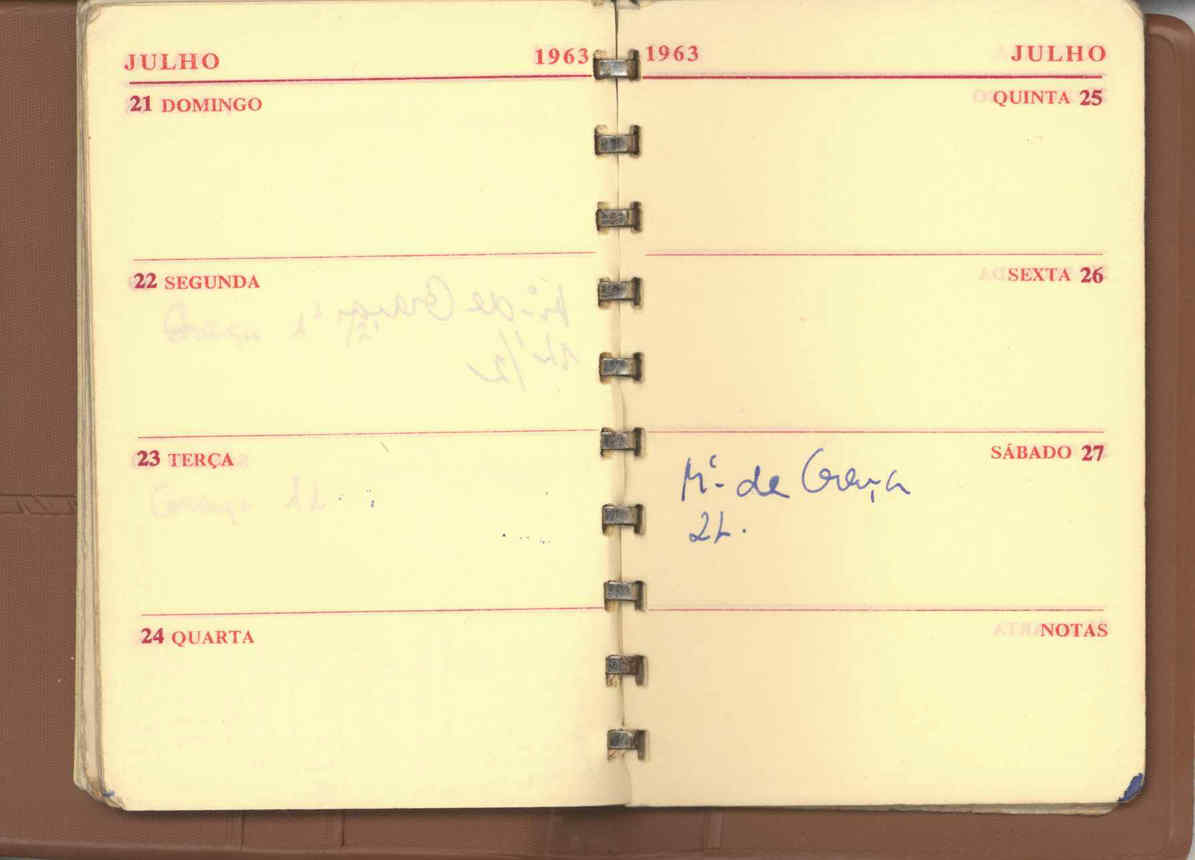 JULHO 1963
21 DOMINGO
22 SEGUNDA
23 TERÇA
24 QUARTA
1963 JULHO
QUINTA 25
SEXTA 26
SÁBADO 27
Mª de Graça
2L.
NOTAS